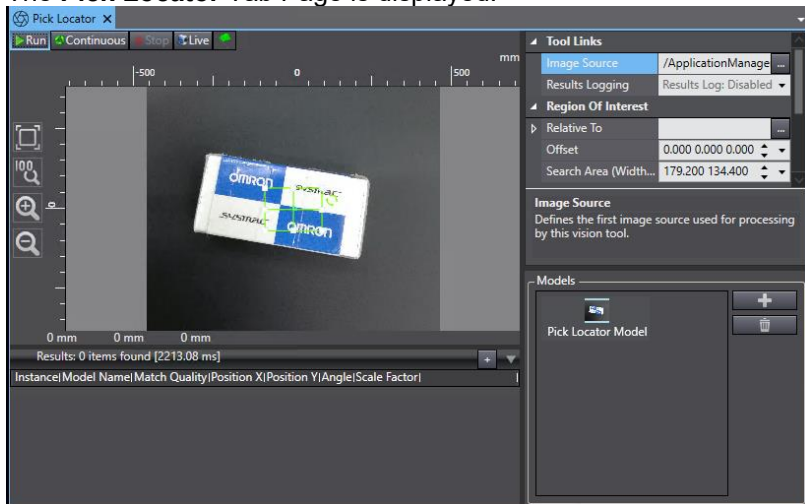 The Pick Locator Tab Page is displayed.
Pick Locator X
Run Continuous Stop Live
mm
-500 0 500
0
OMRON SYSMAC
SYSMAC OMRON
0 mm 0 mm 0 mm
Results: 0 items found [2213.08 ms]
Instance| Model Name| Match Quality| Position X| Position Y| Angle| Scale Factor|
Tool Links
Image Source /ApplicationManage ...
Results Logging Results Log: Disabled
Region Of Interest
Relative To ...
Offset 0.000 0.000 0.000
Search Area (Width... 179.200 134.400
Image Source
Defines the first image source used for processing
by this vision tool.
Models
Pick Locator Model
100